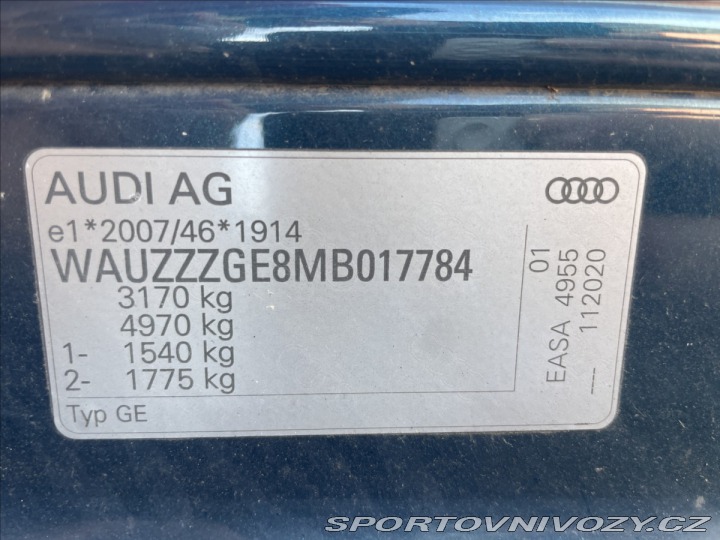 AUDI AG
e1*2007/46*1914
WAUZZZGE8MB017784
3170 kg
4970 kg
1- 1540 kg
2- 1775 kg
Typ GE
01
EASA 4955
— 112020
SPORTOVNIVOZY.CZ